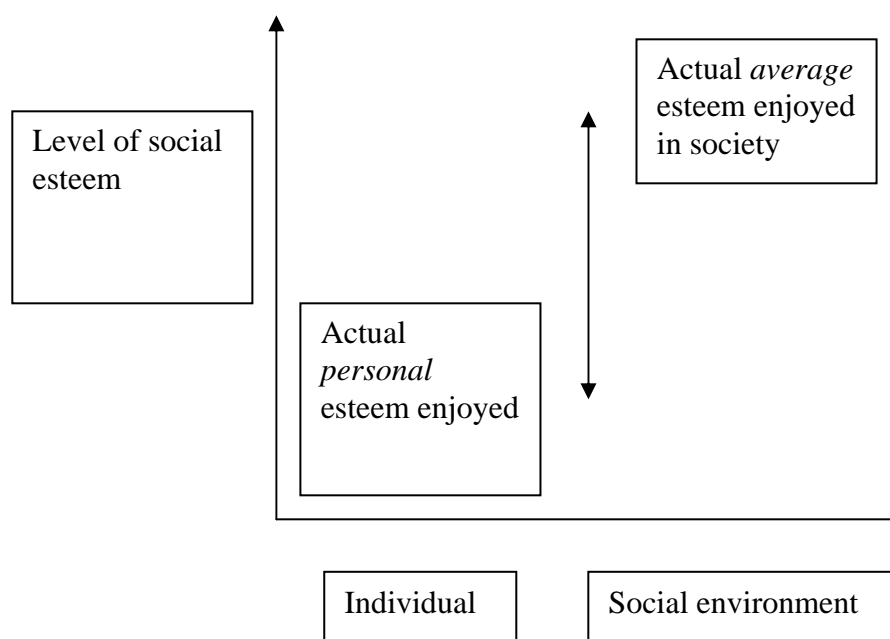 Level of social
esteem
Actual average
esteem enjoyed
in society
Actual
personal
esteem enjoyed
Individual
Social environment